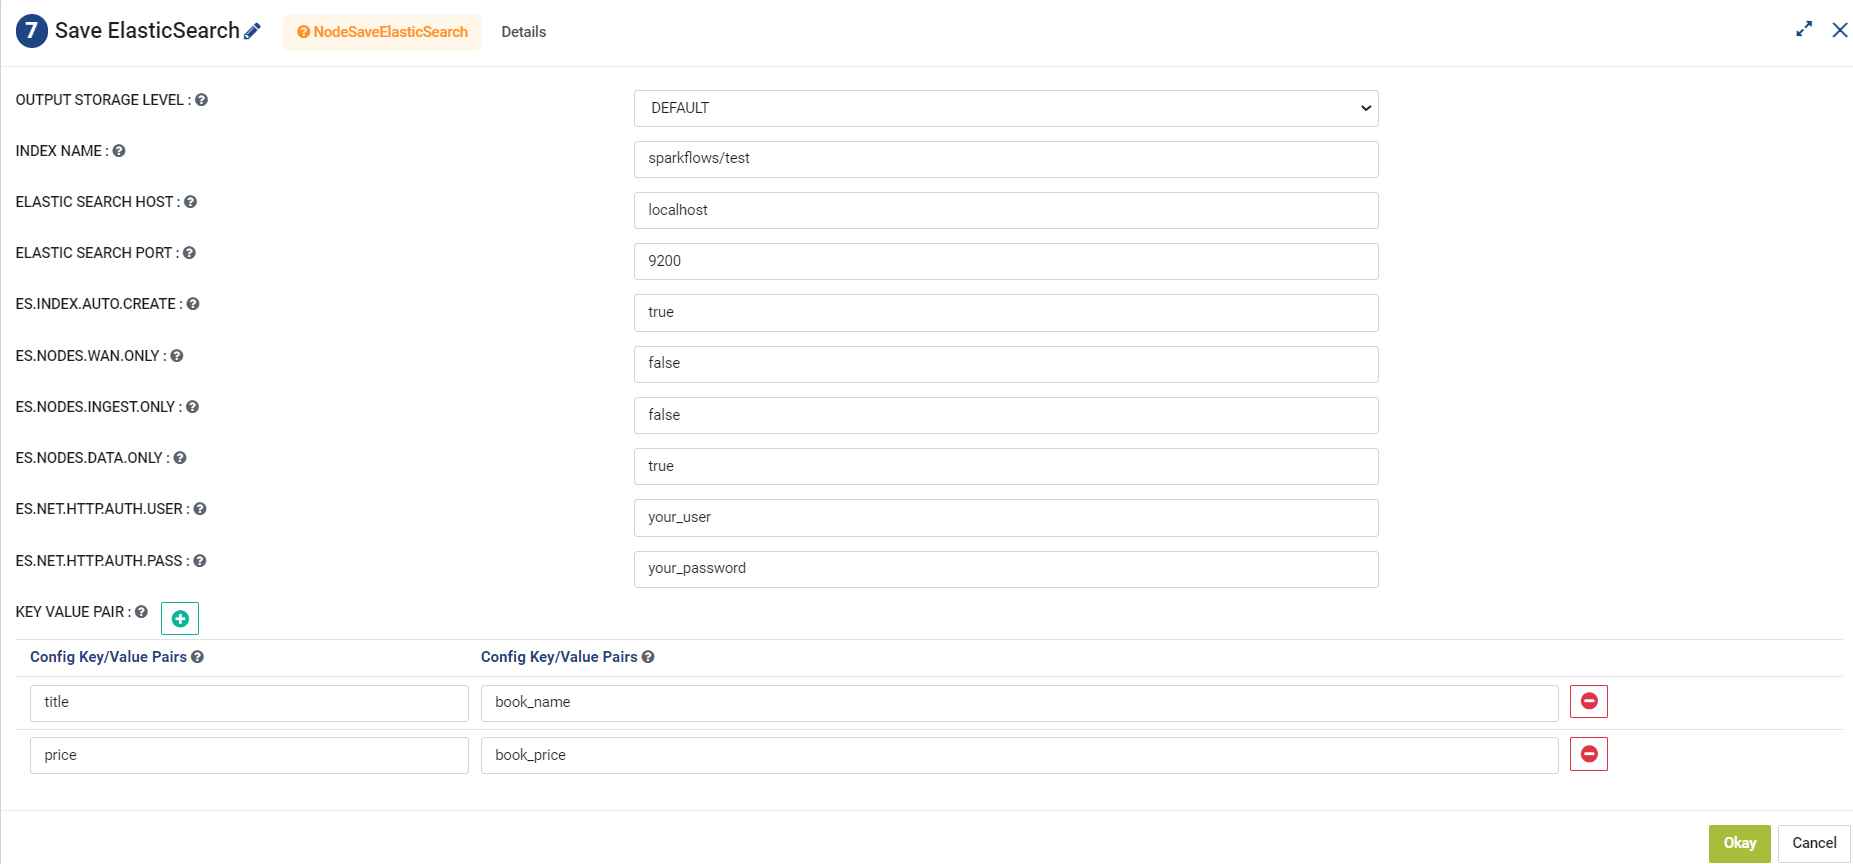 7 Save ElasticSearch NodeSaveElasticSearch Details
OUTPUT STORAGE LEVEL : DEFAULT
INDEX NAME : sparkflows/test
ELASTIC SEARCH HOST : localhost
ELASTIC SEARCH PORT : 9200
ES.INDEX.AUTO.CREATE : true
ES.NODES.WAN.ONLY : false
ES.NODES.INGEST.ONLY : false
ES.NODES.DATA.ONLY : true
ES.NET.HTTP.AUTH.USER : your_user
ES.NET.HTTP.AUTH.PASS : your_password
KEY VALUE PAIR :
Config Key/Value Pairs Config Key/Value Pairs
title book_name
price book_price
Okay Cancel